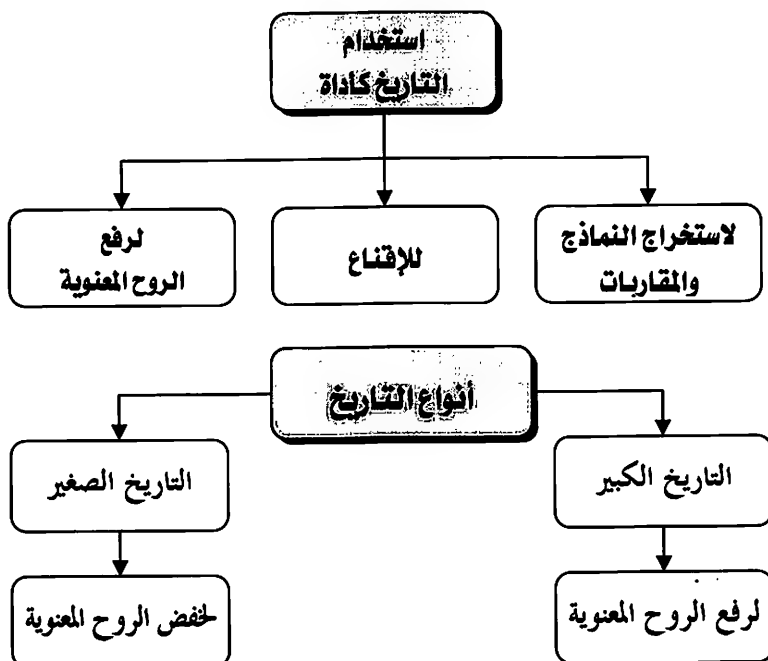 استخدام
التاريخ كأداة
لاستخراج النماذج
والمقاربات
للإقناع
لرفع
الروح المعنوية
أنواع التاريخ
التاريخ الكبير
التاريخ الصغير
لرفع الروح المعنوية
لخفض الروح المعنوية